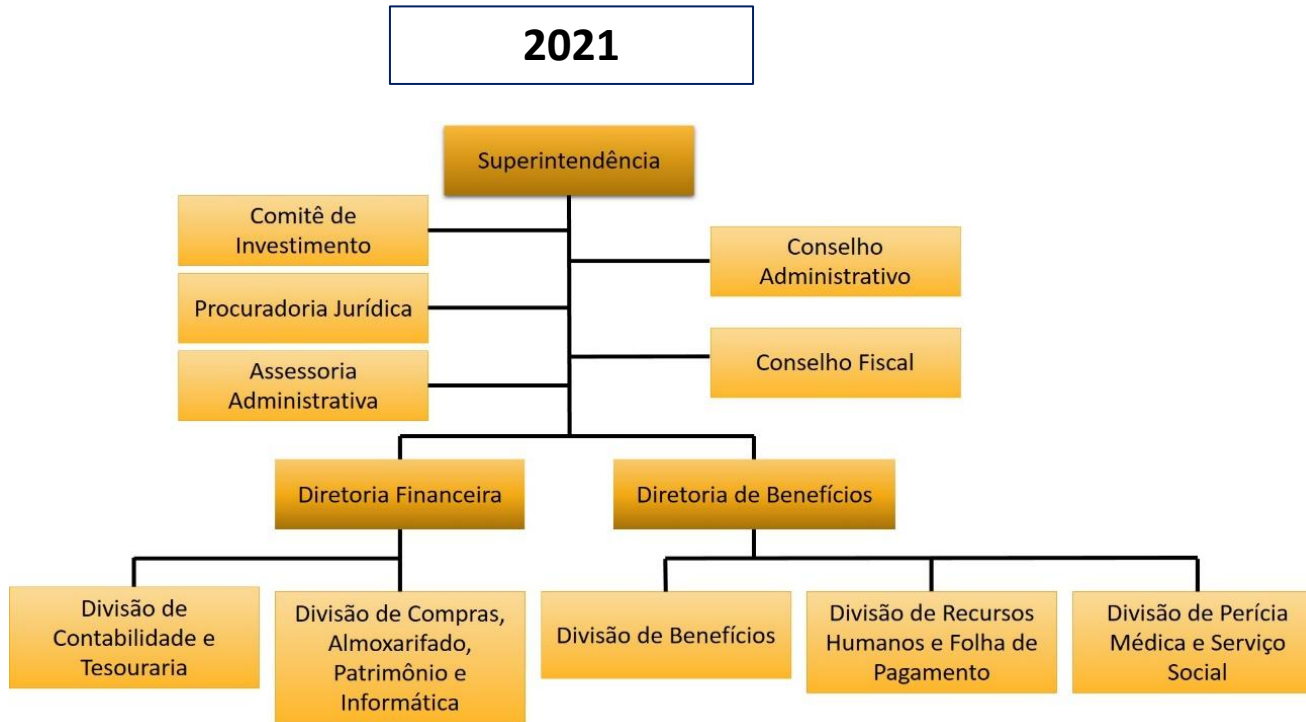 2021
Superintendência
Comitê de
Investimento
Conselho
Administrativo
Procuradoria Jurídica
Conselho Fiscal
Assessoria
Administrativa
Diretoria Financeira
Diretoria de Benefícios
Divisão de
Contabilidade e
Tesouraria
Divisão de Compras,
Almoxarifado,
Patrimônio e
Informática
Divisão de Benefícios
Divisão de Recursos
Humanos e Folha de
Pagamento
Divisão de Perícia
Médica e Serviço
Social